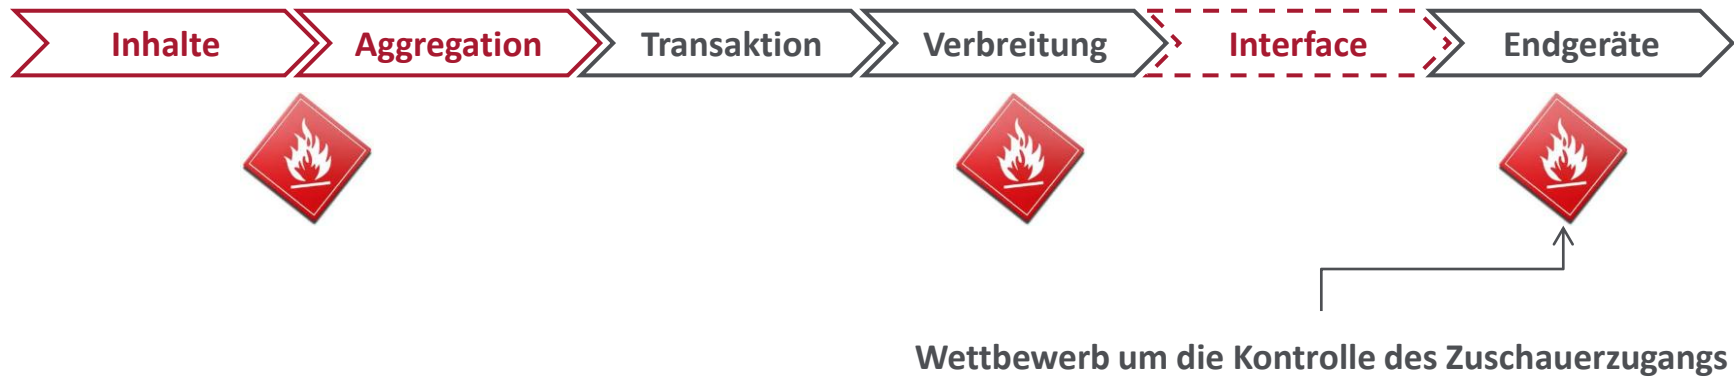 Inhalte Aggregation Transaktion Verbreitung Interface Endgeräte
Wettbewerb um die Kontrolle des Zuschauerzugangs